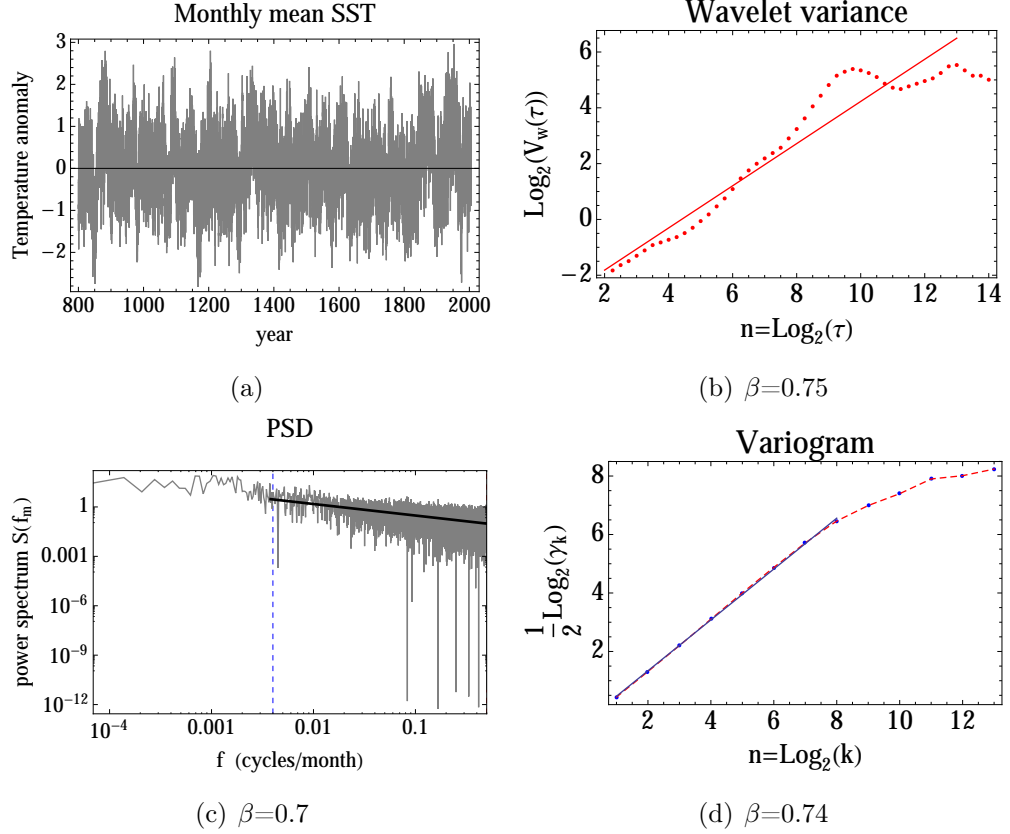 Monthly mean SST
Temperature anomaly
3
2
1
0
−1
−2
800 1000 1200 1400 1600 1800 2000
year
(a)
Wavelet variance
Log2(Vw(τ))
6
4
2
0
−2
2 4 6 8 10 12 14
n=Log2(τ)
(b) β=0.75
PSD
power spectrum S(fm)
1
0.001
10^-6
10^-9
10^-12
10^-4 0.001 0.01 0.1
f (cycles/month)
(c) β=0.7
Variogram
1/2 Log2(γk)
8
6
4
2
2 4 6 8 10 12
n=Log2(k)
(d) β=0.74